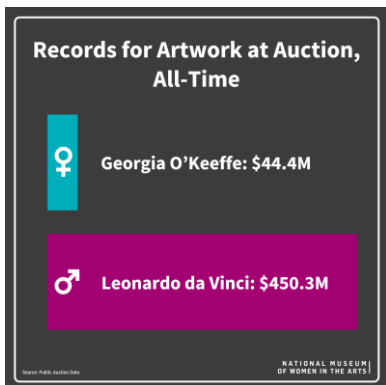 Records for Artwork at Auction,
All-Time
Georgia O'Keeffe: $44.4M
Leonardo da Vinci: $450.3M
Source: Public Auction Data
NATIONAL MUSEUM
OF WOMEN IN THE ARTS